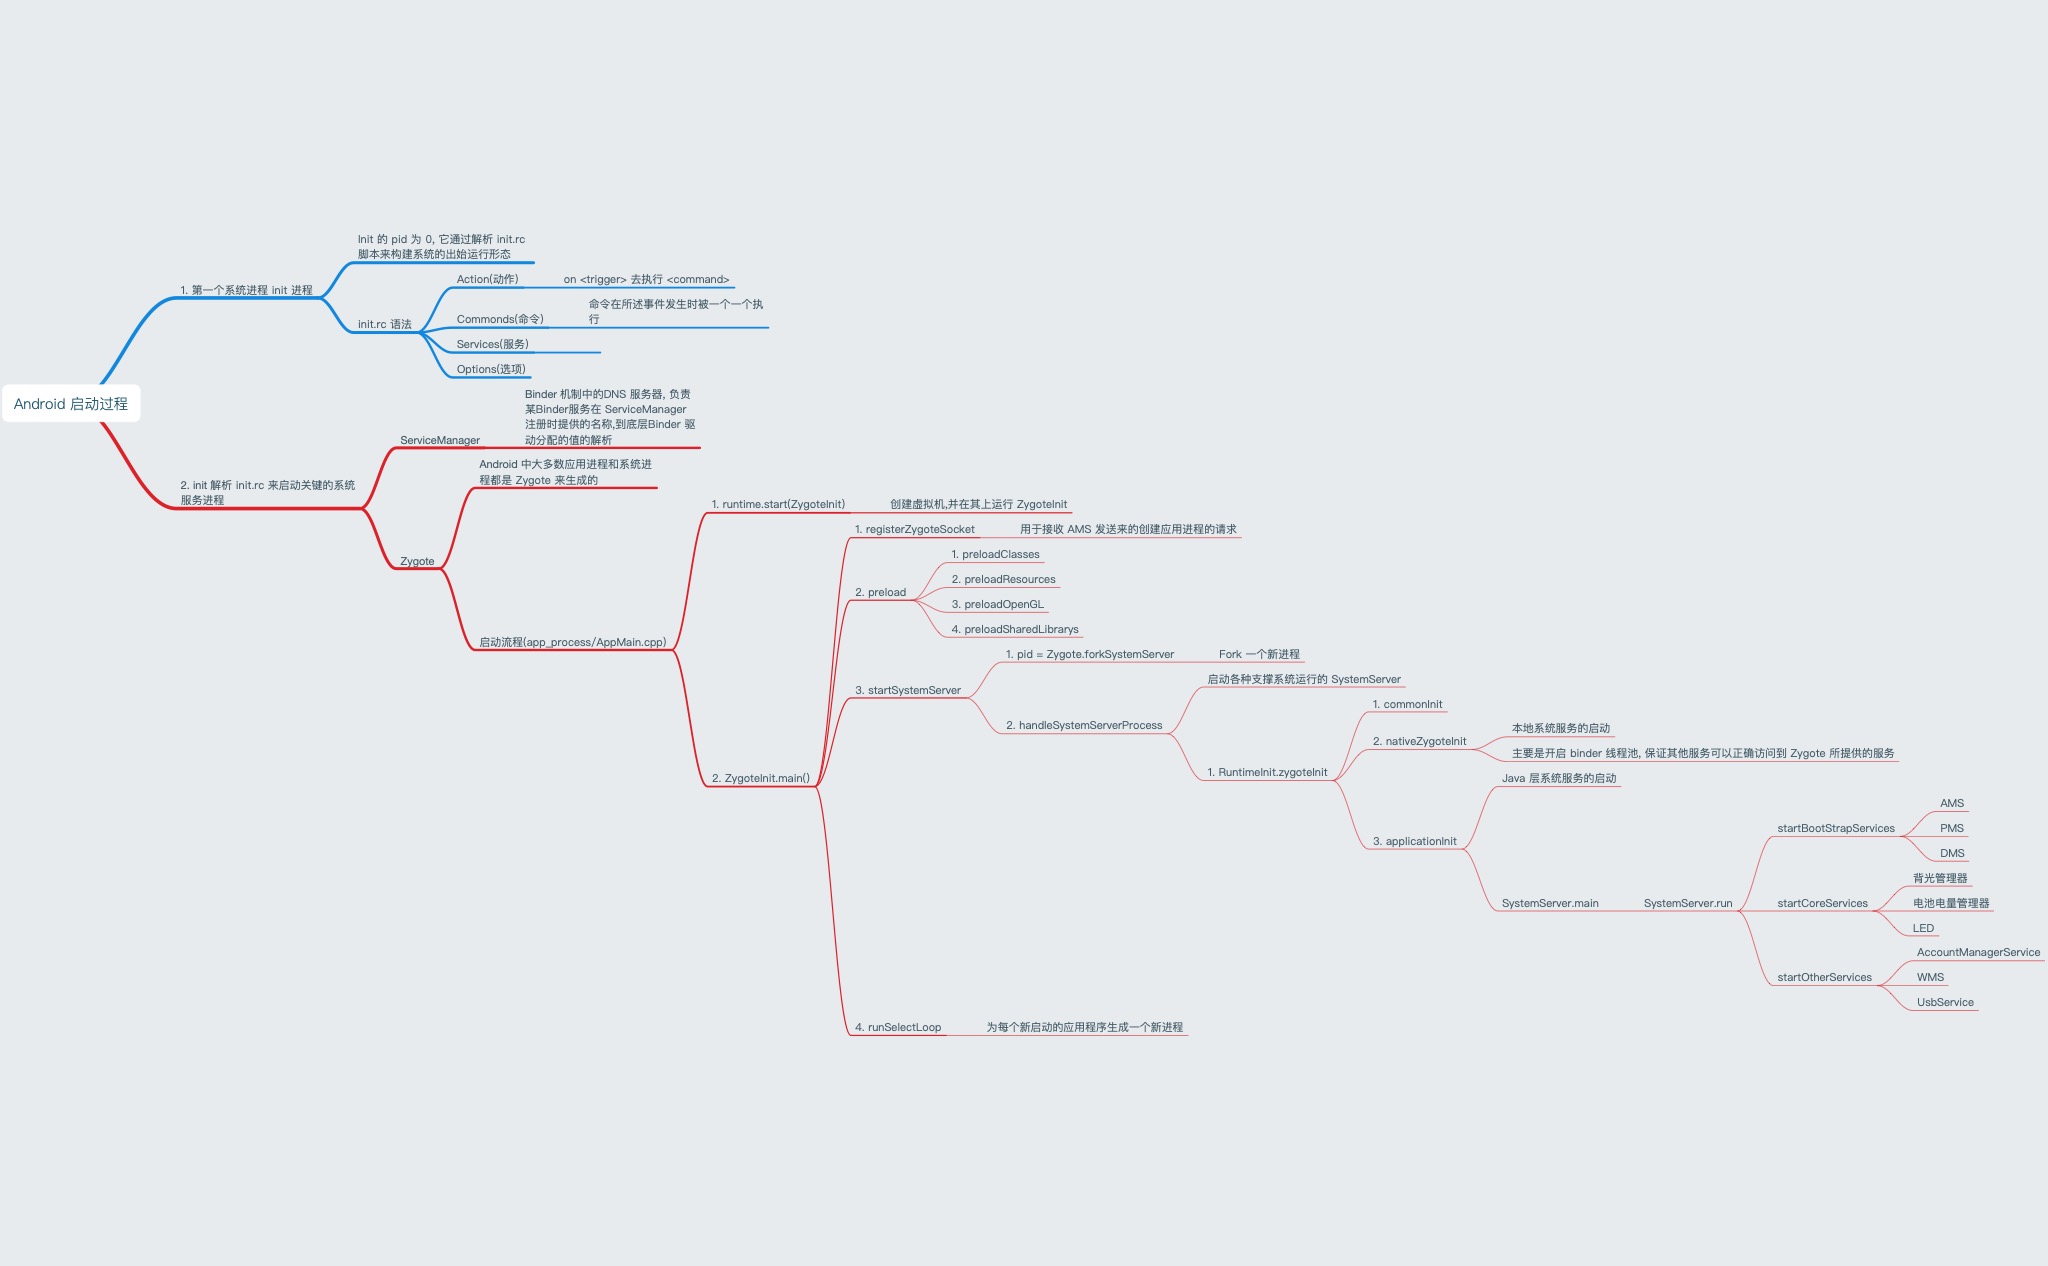 Android 启动过程
1. 第一个系统进程 init 进程
Init 的 pid 为 0, 它通过解析 init.rc
脚本来构建系统的出始运行形态
init.rc 语法
Action(动作)
on <trigger> 去执行 <command>
Commonds(命令)
命令在所述事件发生时被一个一个执
行
Services(服务)
Options(选项)
2. init 解析 init.rc 来启动关键的系统
服务进程
ServiceManager
Binder 机制中的DNS 服务器, 负责
某Binder服务在 ServiceManager
注册时提供的名称,到底层Binder 驱
动分配的值的解析
Zygote
Android 中大多数应用进程和系统进
程都是 Zygote 来生成的
启动流程(app_process/AppMain.cpp)
1. runtime.start(ZygoteInit)
创建虚拟机,并在其上运行 ZygoteInit
2. ZygoteInit.main()
1. registerZygoteSocket
用于接收 AMS 发送来的创建应用进程的请求
2. preload
1. preloadClasses
2. preloadResources
3. preloadOpenGL
4. preloadSharedLibrarys
3. startSystemServer
1. pid = Zygote.forkSystemServer
Fork 一个新进程
2. handleSystemServerProcess
启动各种支撑系统运行的 SystemServer
1. RuntimeInit.zygoteInit
1. commonInit
2. nativeZygoteInit
本地系统服务的启动
主要是开启 binder 线程池, 保证其他服务可以正确访问到 Zygote 所提供的服务
3. applicationInit
Java 层系统服务的启动
SystemServer.main
SystemServer.run
startBootStrapServices
AMS
PMS
DMS
startCoreServices
背光管理器
电池电量管理器
LED
startOtherServices
AccountManagerService
WMS
UsbService
4. runSelectLoop
为每个新启动的应用程序生成一个新进程